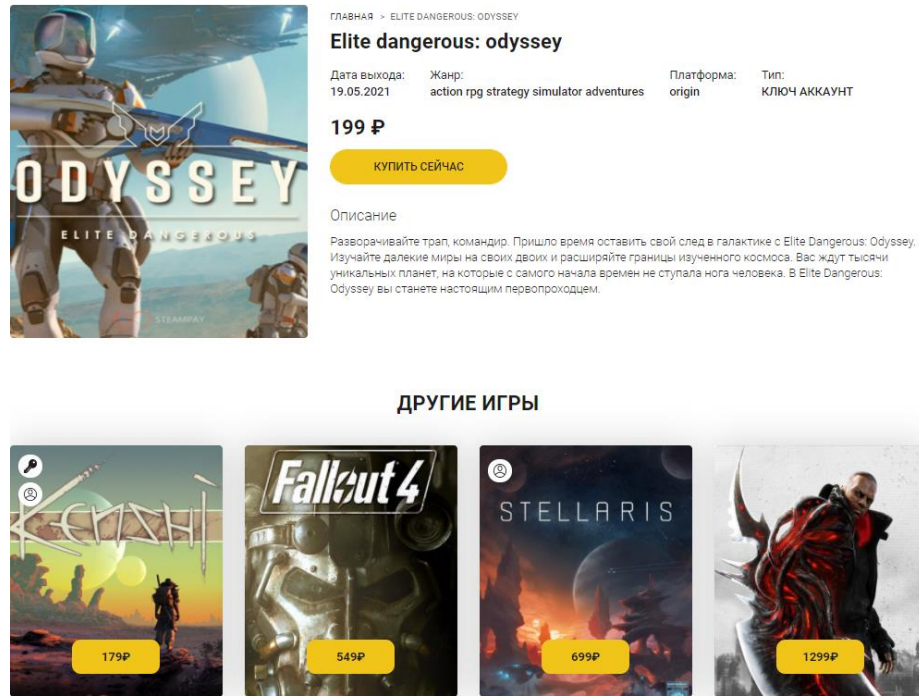 ГЛАВНАЯ > ELITE DANGEROUS: ODYSSEY
Elite dangerous: odyssey
Дата выхода: Жанр: Платформа: Тип:
19.05.2021 action rpg strategy simulator adventures origin КЛЮЧ АККАУНТ
199 ₽
КУПИТЬ СЕЙЧАС
Описание
Разворачивайте трап, командир. Пришло время оставить свой след в галактике с Elite Dangerous: Odyssey.
Изучайте далекие миры на своих двоих и расширяйте границы изученного космоса. Вас ждут тысячи
уникальных планет, на которые с самого начала времен не ступала нога человека. В Elite Dangerous:
Odyssey вы станете настоящим первопроходцем.
ODYSSEY
ELITE DANGEROUS
STEAMPAY
ДРУГИЕ ИГРЫ
KENSHI
Fallout 4
STELLARIS
179₽
549₽
699₽
1299₽